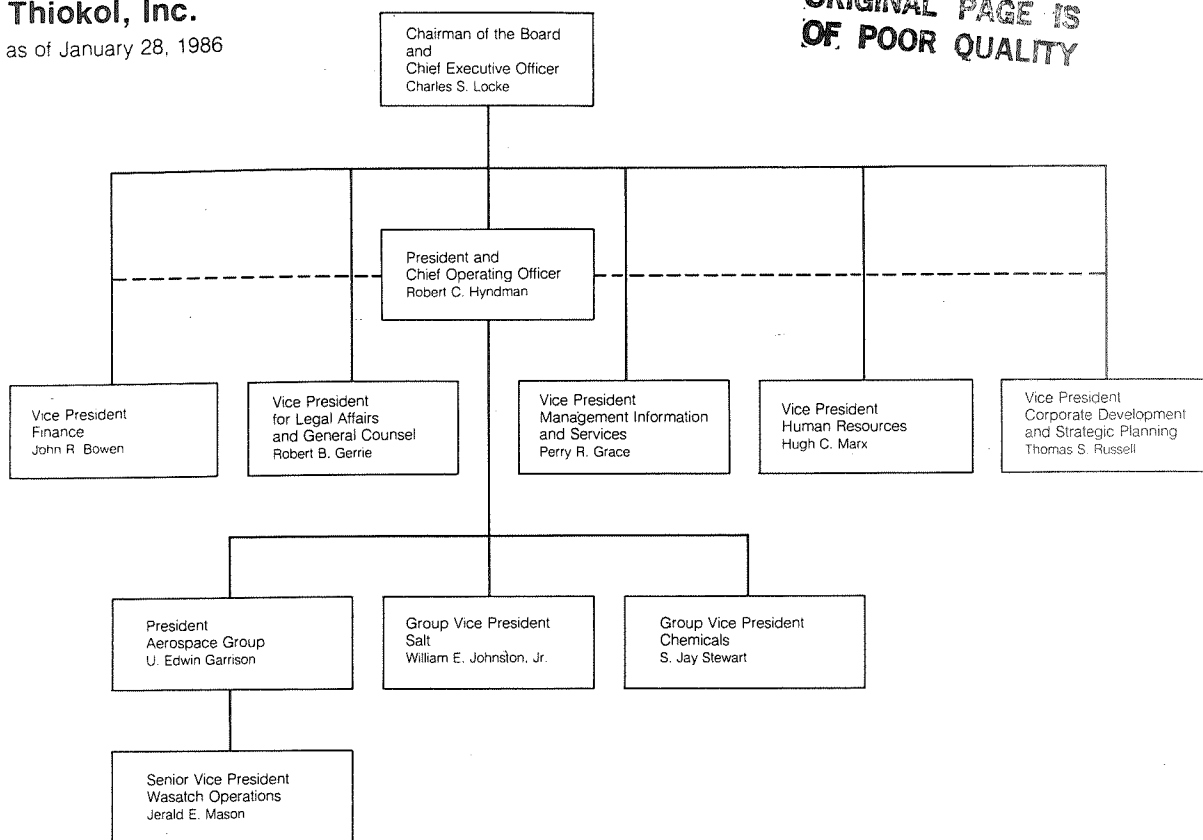 Thiokol, Inc.
as of January 28, 1986
ORIGINAL PAGE IS
OF POOR QUALITY
Chairman of the Board
and
Chief Executive Officer
Charles S. Locke
President and
Chief Operating Officer
Robert C. Hyndman
Vice President
Finance
John R. Bowen
Vice President
for Legal Affairs
and General Counsel
Robert B. Gerrie
Vice President
Management Information
and Services
Perry R. Grace
Vice President
Human Resources
Hugh C. Marx
Vice President
Corporate Development
and Strategic Planning
Thomas S. Russell
President
Aerospace Group
U. Edwin Garrison
Group Vice President
Salt
William E. Johnston, Jr.
Group Vice President
Chemicals
S. Jay Stewart
Senior Vice President
Wasatch Operations
Jerald E. Mason